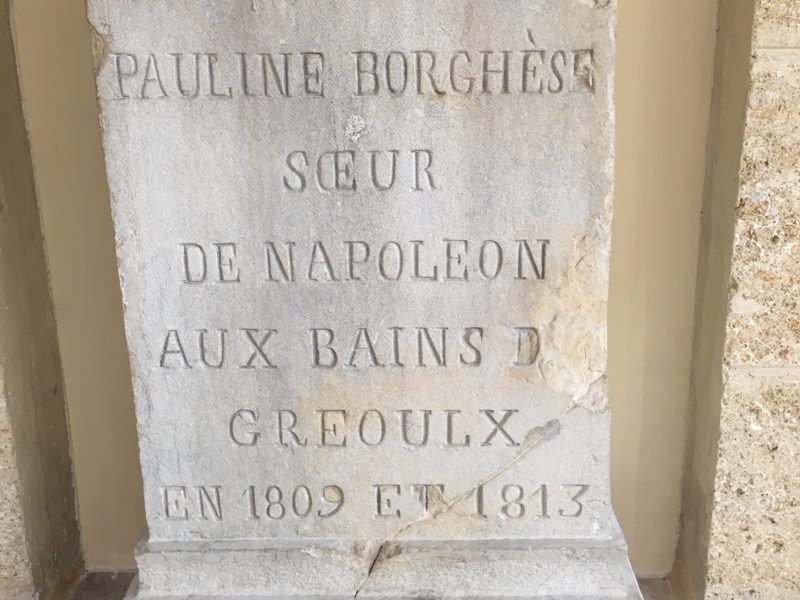 PAULINE BORGHÈSE
SŒUR
DE NAPOLEON
AUX BAINS D
GREOULX
EN 1809 ET 1813